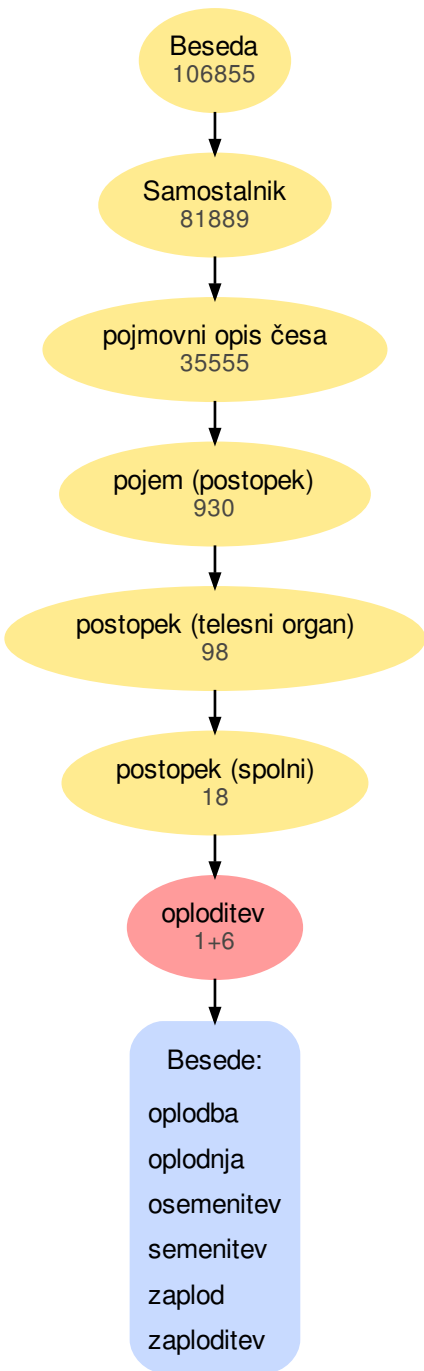 Beseda
106855
Samostalnik
81889
pojmovni opis česa
35555
pojem (postopek)
930
postopek (telesni organ)
98
postopek (spolni)
18
oploditev
1+6
Besede:
oplodba
oplodnja
osemenitev
semenitev
zaplod
zaploditev